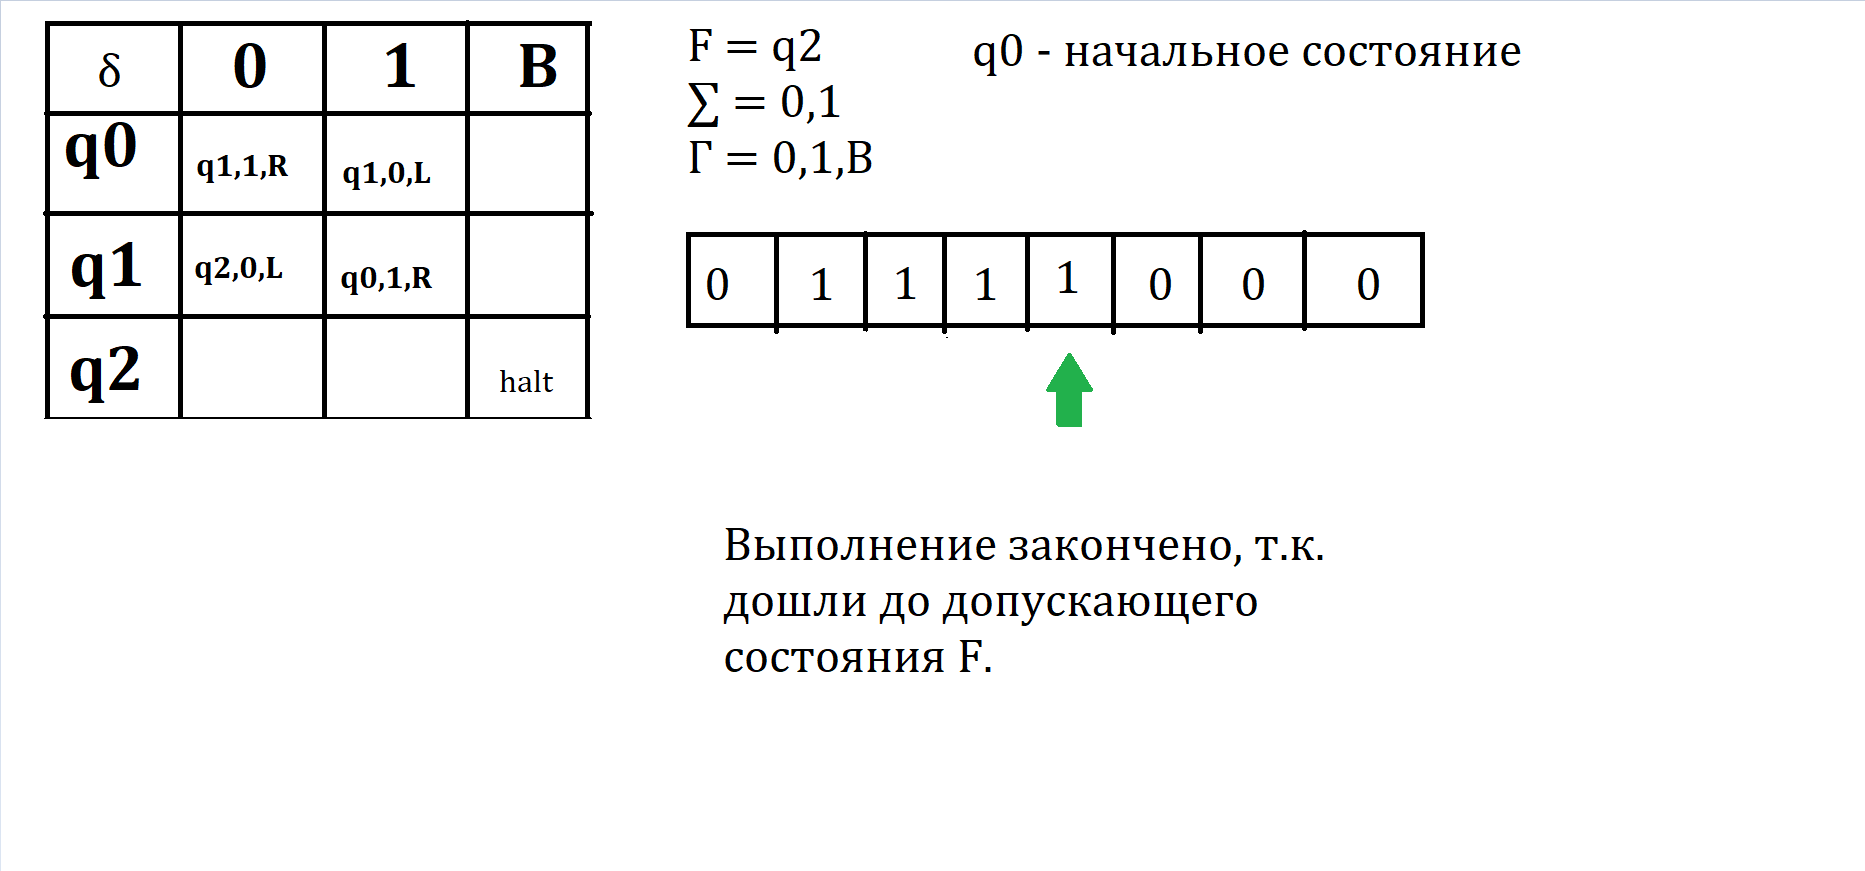 δ 0 1 B
q0 q1,1,R q1,0,L
q1 q2,0,L q0,1,R
q2 halt
F = q2
∑ = 0,1
Γ = 0,1,B
q0 - начальное состояние
0 1 1 1 1 0 0 0
Выполнение закончено, т.к.
дошли до допускающего
состояния F.